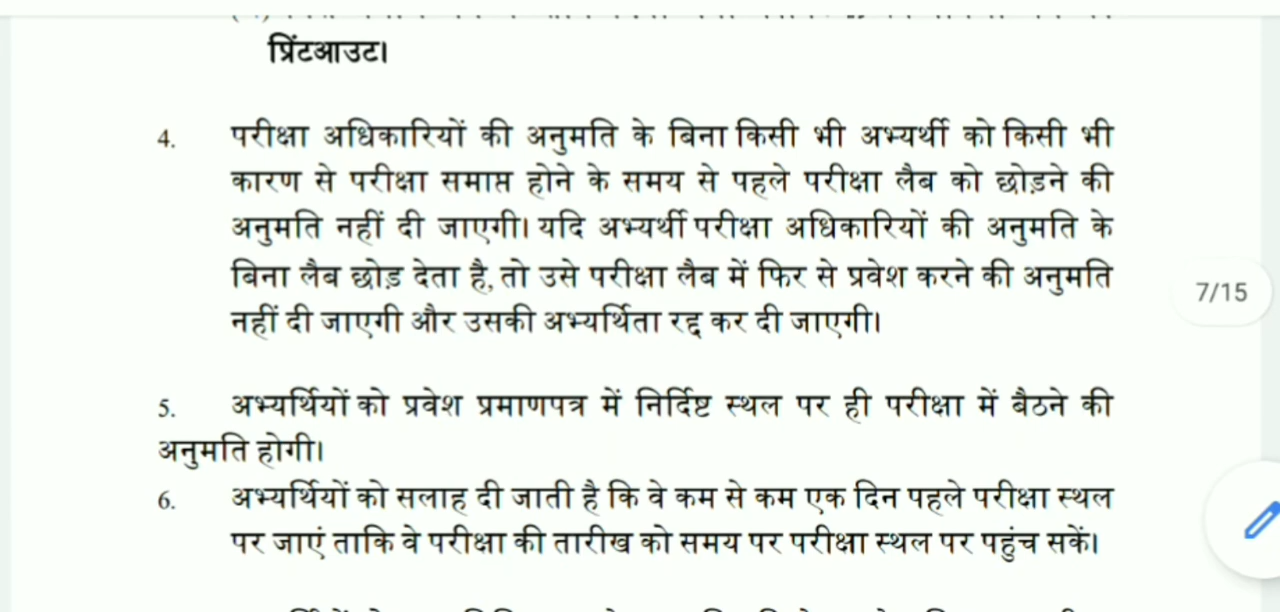 प्रिंटआउट।
4. परीक्षा अधिकारियों की अनुमति के बिना किसी भी अभ्यर्थी को किसी भी
कारण से परीक्षा समाप्त होने के समय से पहले परीक्षा लैब को छोड़ने की
अनुमति नहीं दी जाएगी। यदि अभ्यर्थी परीक्षा अधिकारियों की अनुमति के
बिना लैब छोड़ देता है, तो उसे परीक्षा लैब में फिर से प्रवेश करने की अनुमति
नहीं दी जाएगी और उसकी अभ्यर्थिता रद्द कर दी जाएगी।
7/15
5. अभ्यर्थियों को प्रवेश प्रमाणपत्र में निर्दिष्ट स्थल पर ही परीक्षा में बैठने की
अनुमति होगी।
6. अभ्यर्थियों को सलाह दी जाती है कि वे कम से कम एक दिन पहले परीक्षा स्थल
पर जाएं ताकि वे परीक्षा की तारीख को समय पर परीक्षा स्थल पर पहुंच सकें।